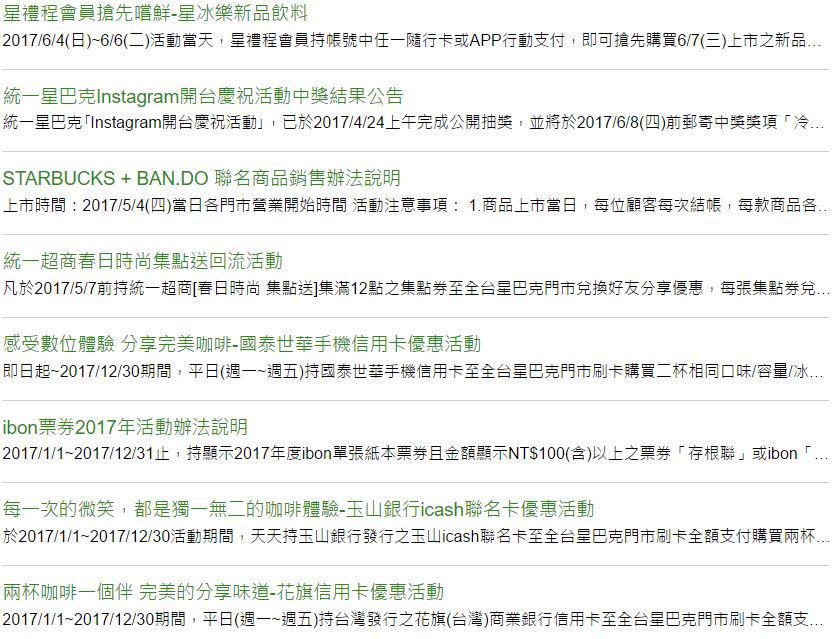 星禮程會員搶先嚐鮮-星冰樂新品飲料
2017/6/4(日)~6/6(二)活動當天，星禮程會員持帳號中任一隨行卡或APP行動支付，即可搶先購買6/7(三)上市之新品...
統一星巴克Instagram開台慶祝活動中獎結果公告
統一星巴克「Instagram開台慶祝活動」，已於2017/4/24上午完成公開抽獎，並將於2017/6/8(四)前郵寄中獎獎項「冷...
STARBUCKS + BAN.DO 聯名商品銷售辦法說明
上市時間：2017/5/4(四)當日各門市營業開始時間 活動注意事項： 1.商品上市當日，每位顧客每次結帳，每款商品各...
統一超商春日時尚集點送回流活動
凡於2017/5/7前持統一超商[春日時尚 集點送]集滿12點之集點券至全台星巴克門市兌換好友分享優惠，每張集點券兌...
感受數位體驗 分享完美咖啡-國泰世華手機信用卡優惠活動
即日起~2017/12/30期間，平日(週一~週五)持國泰世華手機信用卡至全台星巴克門市刷卡購買二杯相同口味/容量/冰...
ibon票券2017年活動辦法說明
2017/1/1~2017/12/31止，持顯示2017年度ibon單張紙本票券且金額顯示NT$100(含)以上之票券「存根聯」或ibon「...
每一次的微笑，都是獨一無二的咖啡體驗-玉山銀行icash聯名卡優惠活動
於2017/1/1~2017/12/30活動期間，天天持玉山銀行發行之玉山icash聯名卡至全台星巴克門市刷卡全額支付購買兩杯...
兩杯咖啡一個伴 完美的分享味道-花旗信用卡優惠活動
2017/1/1~2017/12/30期間，平日(週一~週五)持台灣發行之花旗(台灣)商業銀行信用卡至全台星巴克門市刷卡全額支...